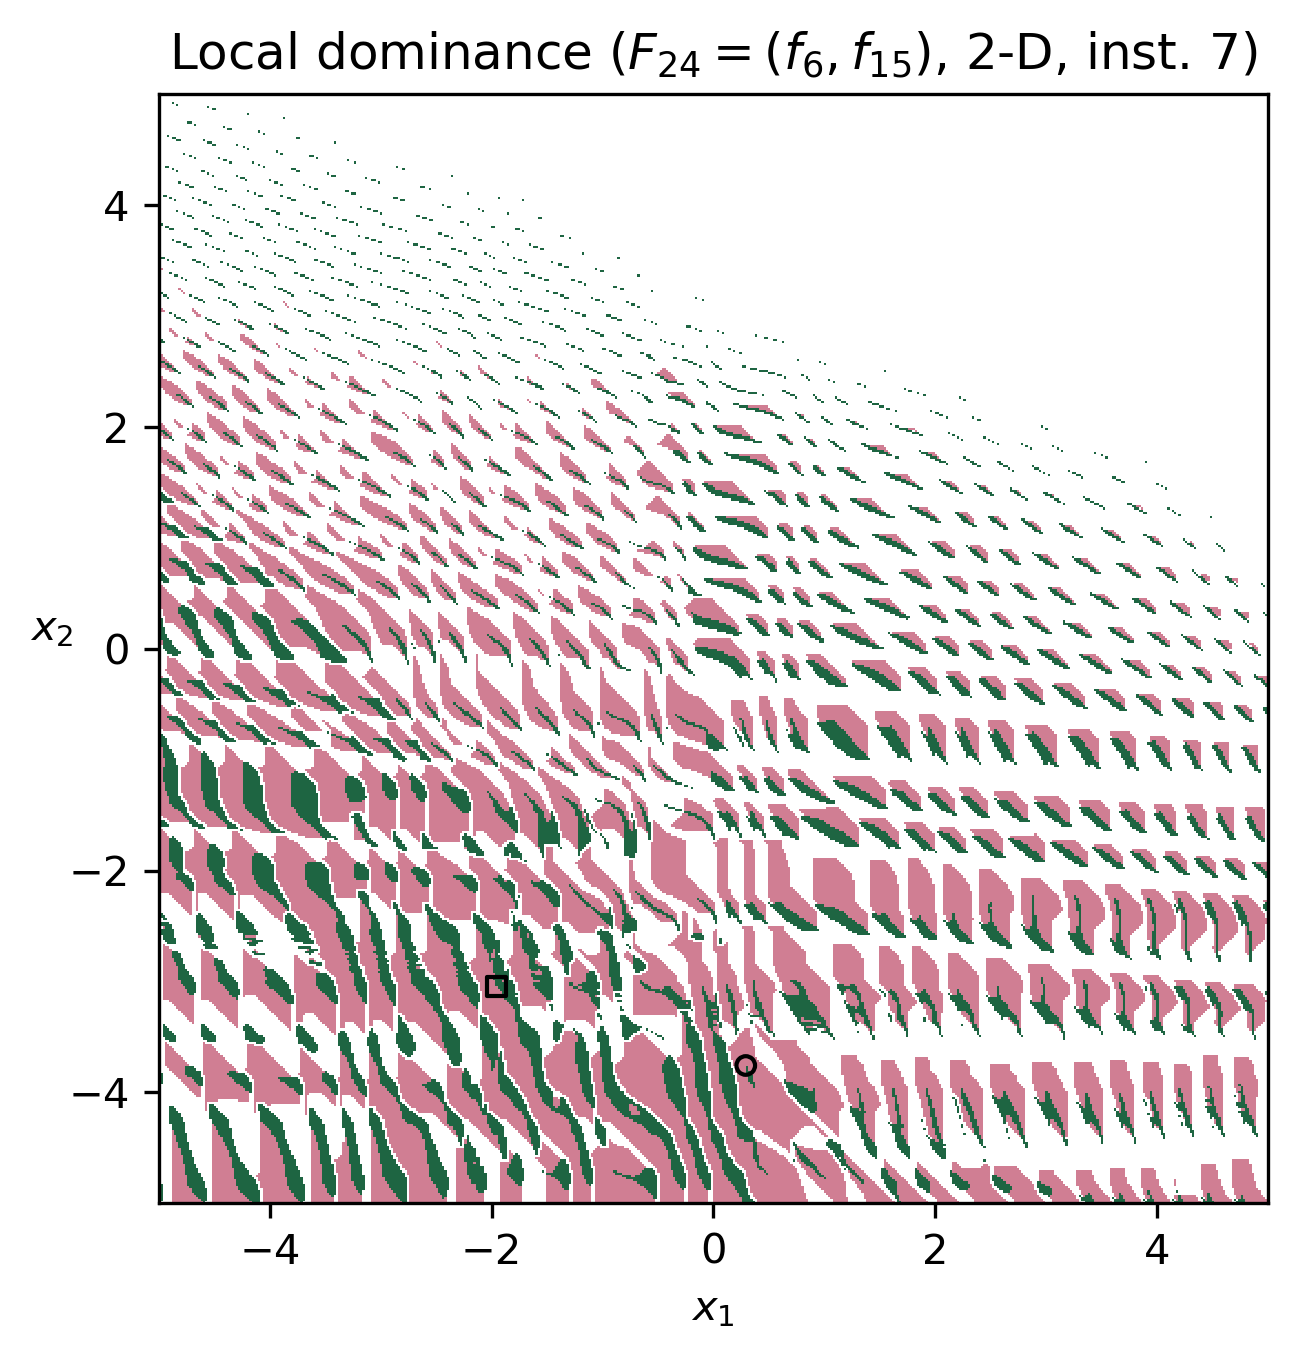 Local dominance (F₂₄ = (f₆, f₁₅), 2-D, inst. 7)
4
2
x₂
0
−2
−4
−4 −2 0 2 4
x₁